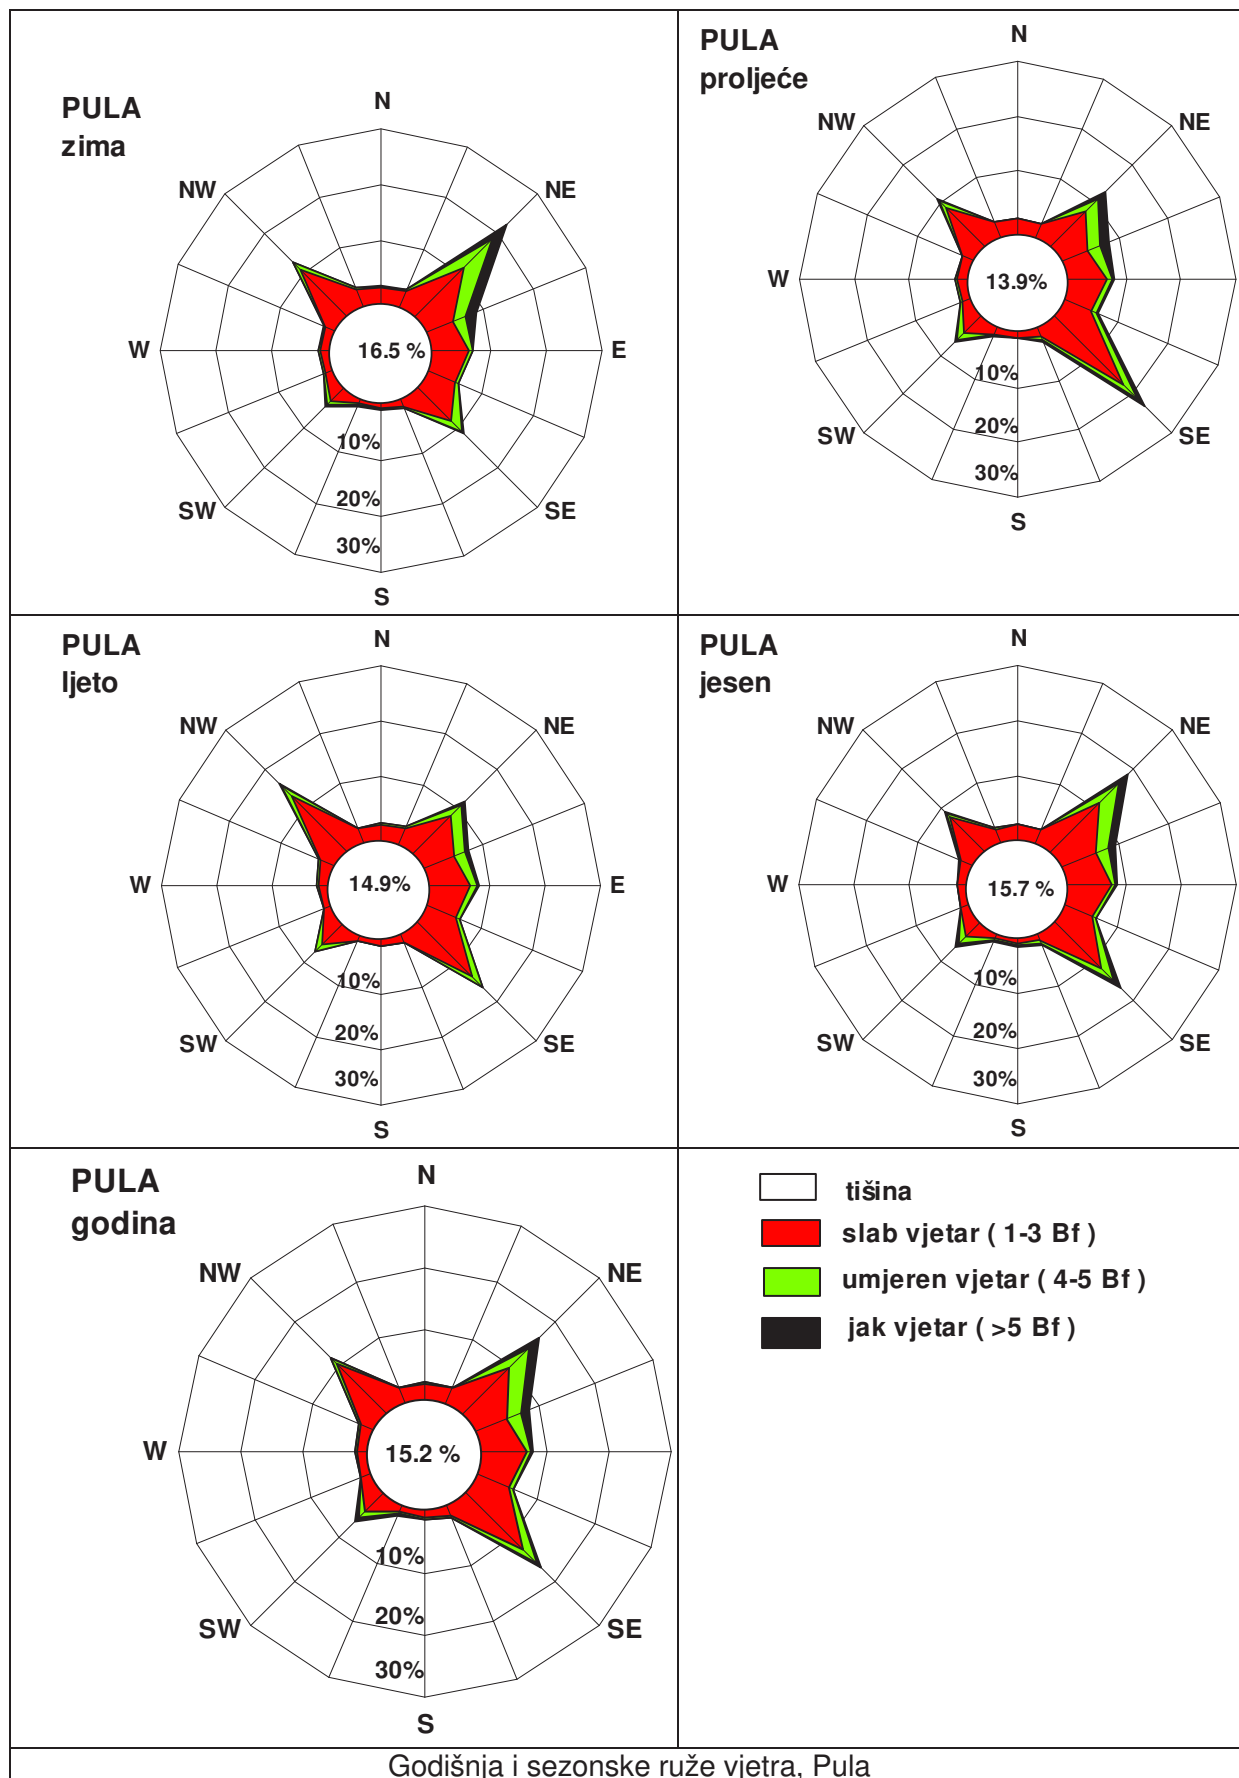 PULA
zima
N
NW
NE
W
16.5 %
E
10%
SW
20%
SE
30%
S
PULA
proljeće
N
NW
NE
W
13.9%
10%
20%
SW
SE
30%
S
PULA
ljeto
N
NW
NE
W
14.9%
E
10%
20%
SW
SE
30%
S
PULA
jesen
N
NW
NE
W
15.7 %
10%
20%
SW
SE
30%
S
PULA
godina
N
NW
NE
W
15.2 %
10%
20%
SW
SE
30%
S
tišina
slab vjetar ( 1-3 Bf )
umjeren vjetar ( 4-5 Bf )
jak vjetar ( >5 Bf )
Godišnja i sezonske ruže vjetra, Pula